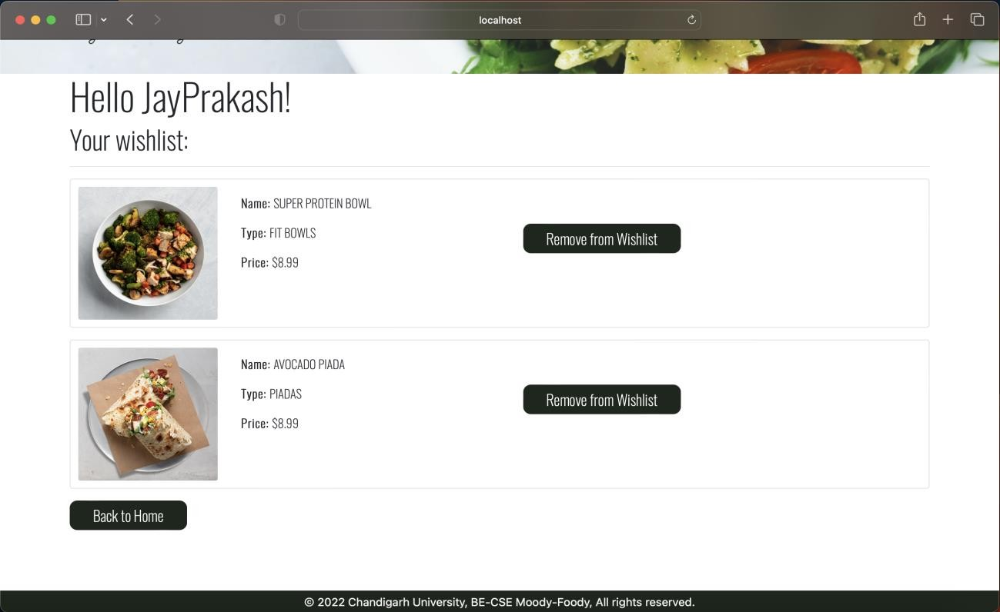 localhost
Hello JayPrakash!
Your wishlist:
Name: SUPER PROTEIN BOWL
Type: FIT BOWLS
Remove from Wishlist
Price: $8.99
Name: AVOCADO PIADA
Type: PIADAS
Remove from Wishlist
Price: $8.99
Back to Home
© 2022 Chandigarh University, BE-CSE Moody-Foody, All rights reserved.